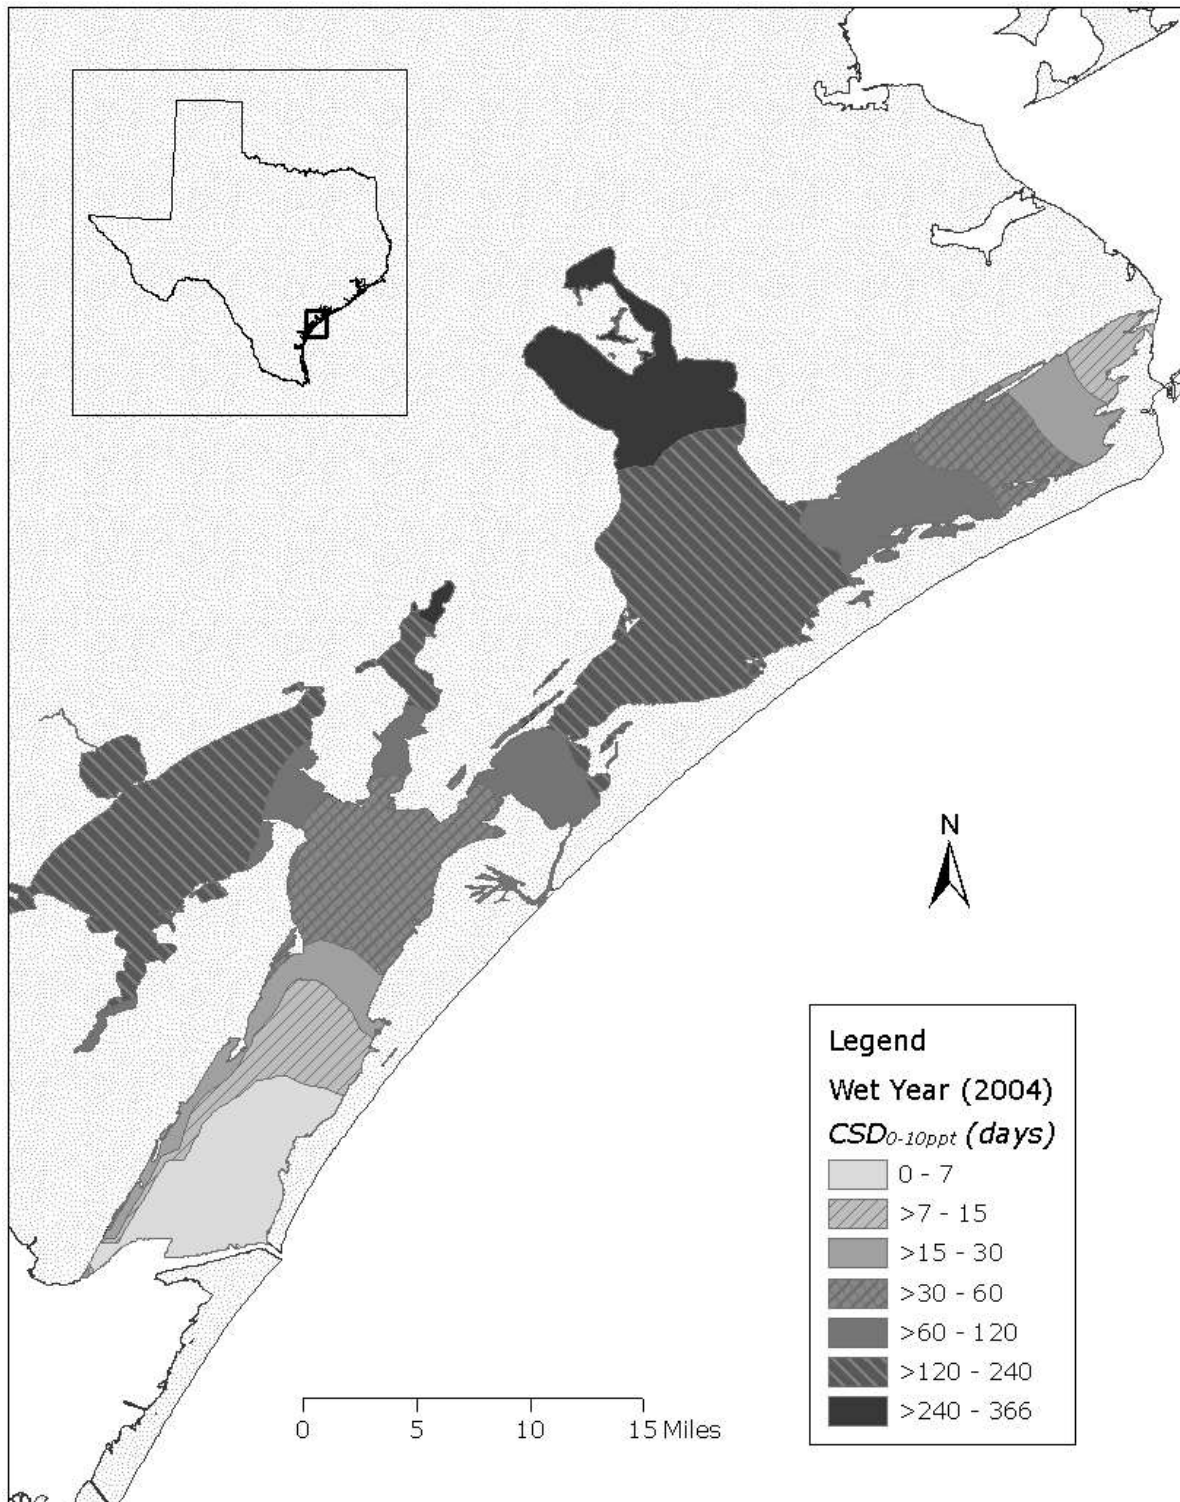 N
Legend
Wet Year (2004)
CSD0-10ppt (days)
0 - 7
>7 - 15
>15 - 30
>30 - 60
>60 - 120
>120 - 240
>240 - 366
0 5 10 15 Miles